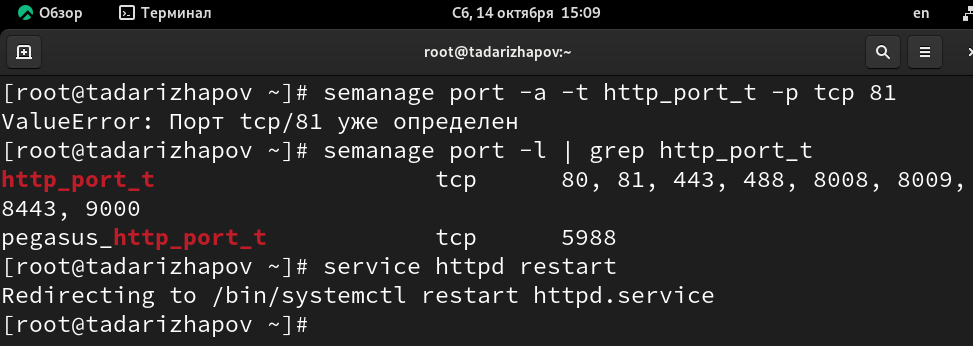 Обзор Терминал Сб, 14 октября 15:09 en
root@tadarizhapov:~
[root@tadarizhapov ~]# semanage port -a -t http_port_t -p tcp 81
ValueError: Порт tcp/81 уже определен
[root@tadarizhapov ~]# semanage port -l | grep http_port_t
http_port_t tcp 80, 81, 443, 488, 8008, 8009,
8443, 9000
pegasus_http_port_t tcp 5988
[root@tadarizhapov ~]# service httpd restart
Redirecting to /bin/systemctl restart httpd.service
[root@tadarizhapov ~]#